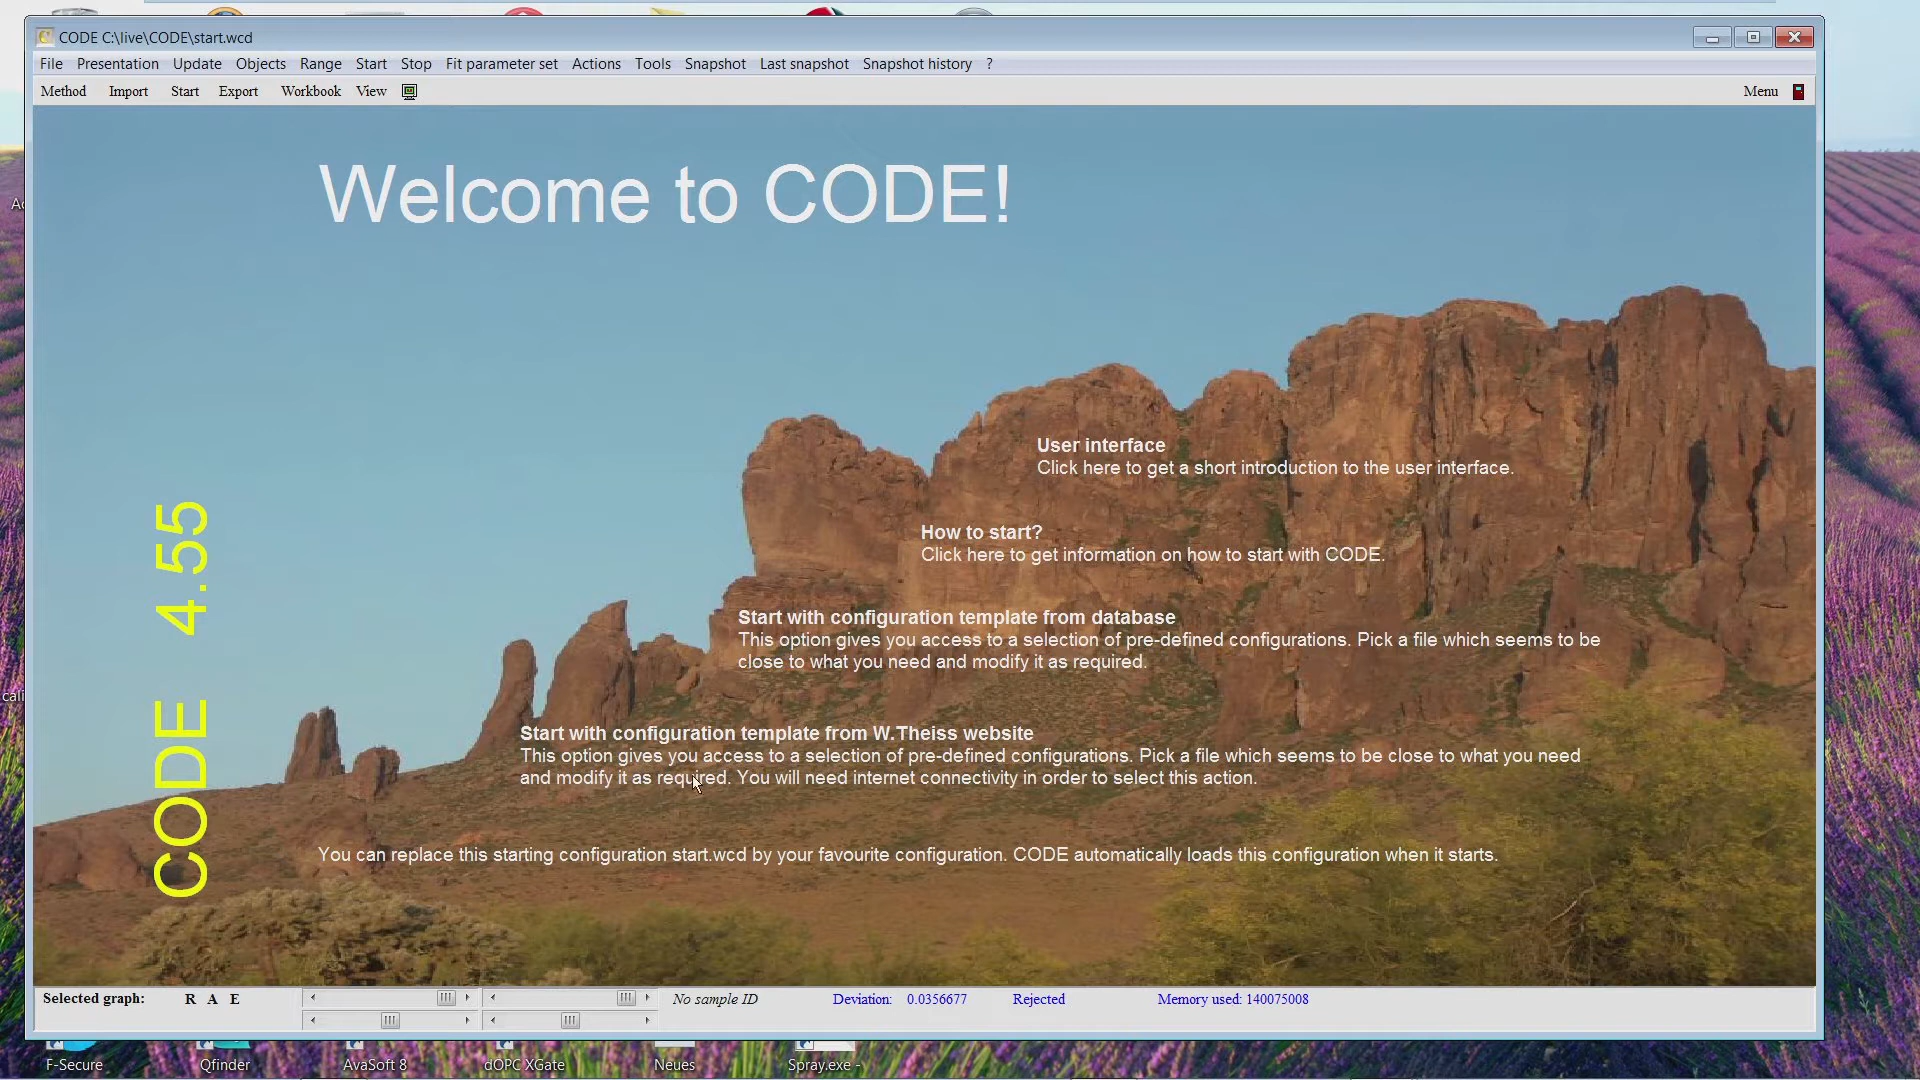 CODE C:\live\CODE\start.wcd
File Presentation Update Objects Range Start Stop Fit parameter set Actions Tools Snapshot Last snapshot Snapshot history ?
Method Import Start Export Workbook View Menu
Welcome to CODE!
User interface
Click here to get a short introduction to the user interface.
How to start?
Click here to get information on how to start with CODE.
Start with configuration template from database
This option gives you access to a selection of pre-defined configurations. Pick a file which seems to be
close to what you need and modify it as required.
Start with configuration template from W.Theiss website
This option gives you access to a selection of pre-defined configurations. Pick a file which seems to be close to what you need
and modify it as required. You will need internet connectivity in order to select this action.
You can replace this starting configuration start.wcd by your favourite configuration. CODE automatically loads this configuration when it starts.
CODE 4.55
Selected graph: R A E No sample ID Deviation: 0.0356677 Rejected Memory used: 140075008
F-Secure Qfinder AvaSoft 8 dOPC XGate Neues Spray.exe -